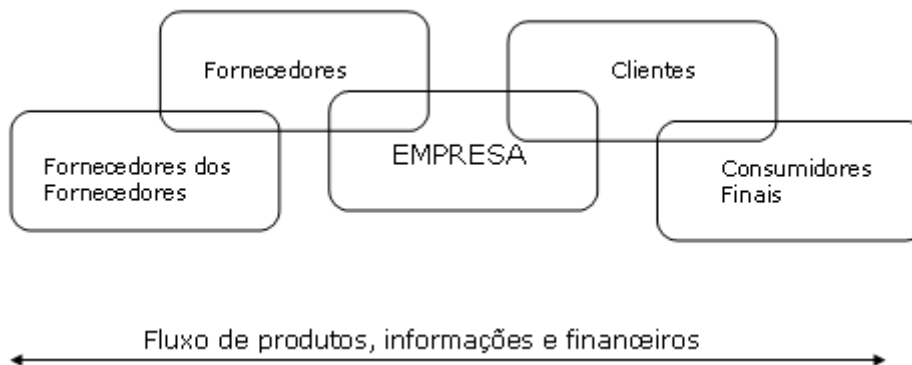 Fornecedores
Clientes
EMPRESA
Fornecedores dos
Fornecedores
Consumidores
Finais
Fluxo de produtos, informações e financeiros